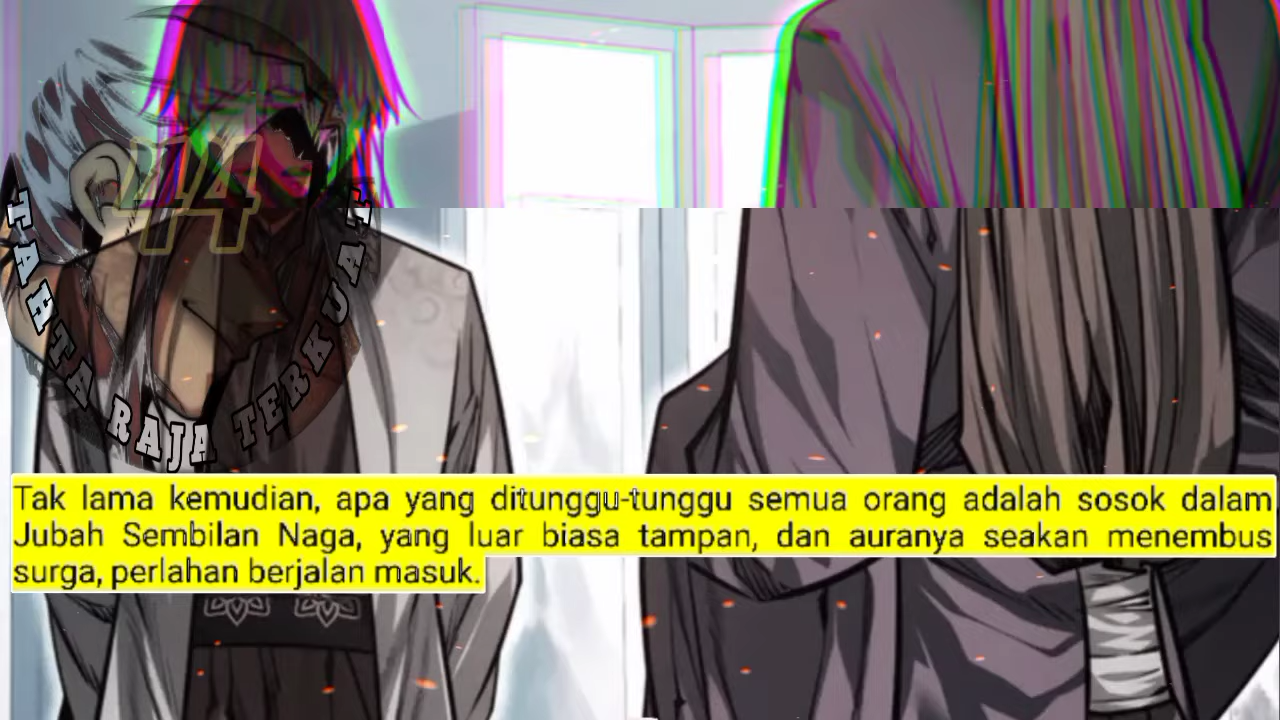 44
TAHTA RAJA TERKUAT
Tak lama kemudian, apa yang ditunggu-tunggu semua orang adalah sosok dalam
Jubah Sembilan Naga, yang luar biasa tampan, dan auranya seakan menembus
surga, perlahan berjalan masuk.